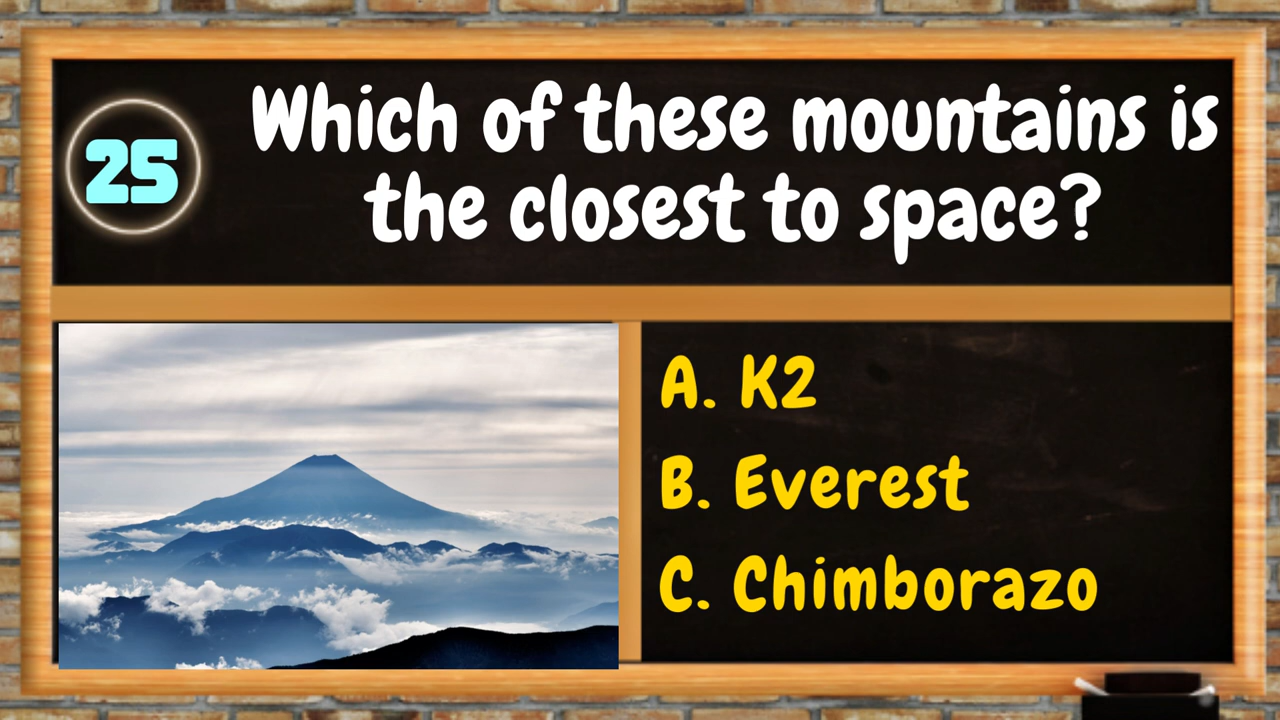 25
Which of these mountains is
the closest to space?
A. K2
B. Everest
C. Chimborazo